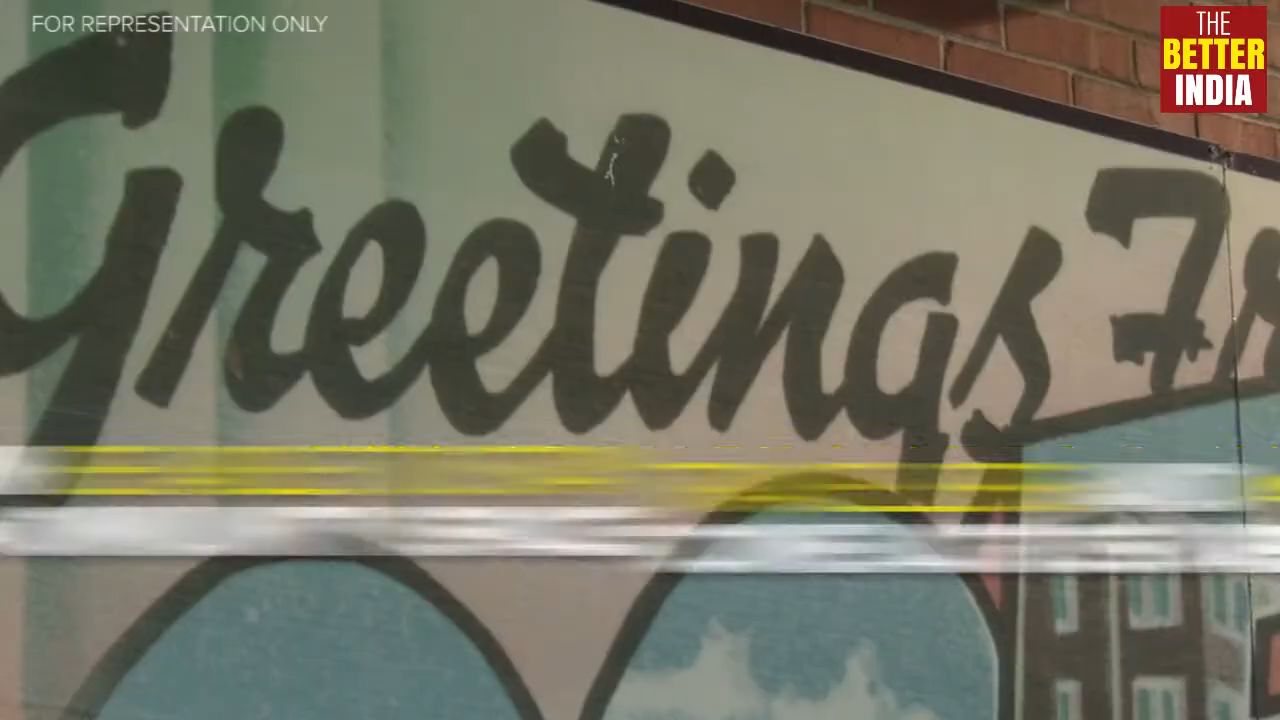 FOR REPRESENTATION ONLY
THE
BETTER
INDIA
Greetings